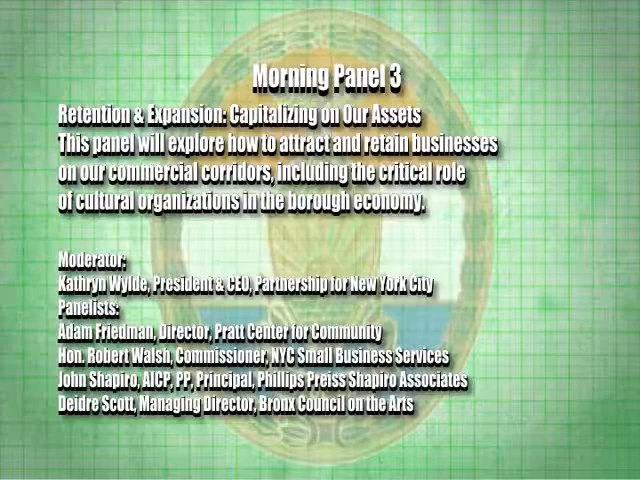 Morning Panel 3
Retention & Expansion: Capitalizing on Our Assets
This panel will explore how to attract and retain businesses
on our commercial corridors, including the critical role
of cultural organizations in the borough economy.
Moderator:
Kathryn Wylde, President & CEO, Partnership for New York City
Panelists:
Adam Friedman, Director, Pratt Center for Community
Hon. Robert Walsh, Commissioner, NYC Small Business Services
John Shapiro, AICP, PP, Principal, Phillips Preiss Shapiro Associates
Deidre Scott, Managing Director, Bronx Council on the Arts